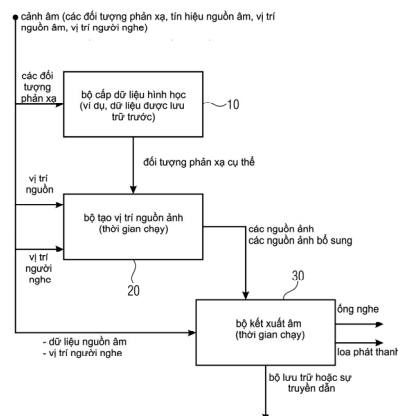 cảnh âm (các đối tượng phản xạ, tín hiệu nguồn âm, vị trí
nguồn âm, vị trí người nghe)
các đối
tượng
phản xạ
bộ cấp dữ liệu hình học
(ví dụ, dữ liệu được lưu
trữ trước)
10
đối tượng phản xạ cụ thể
vị trí
nguồn
bộ tạo vị trí nguồn ảnh
(thời gian chạy)
các nguồn ảnh
các nguồn ảnh bổ sung
vị trí
người
nghe
20
30
bộ kết xuất âm
(thời gian chạy)
ống nghe
loa phát thanh
- dữ liệu nguồn âm
- vị trí người nghe
bộ lưu trữ hoặc sự
truyền dẫn